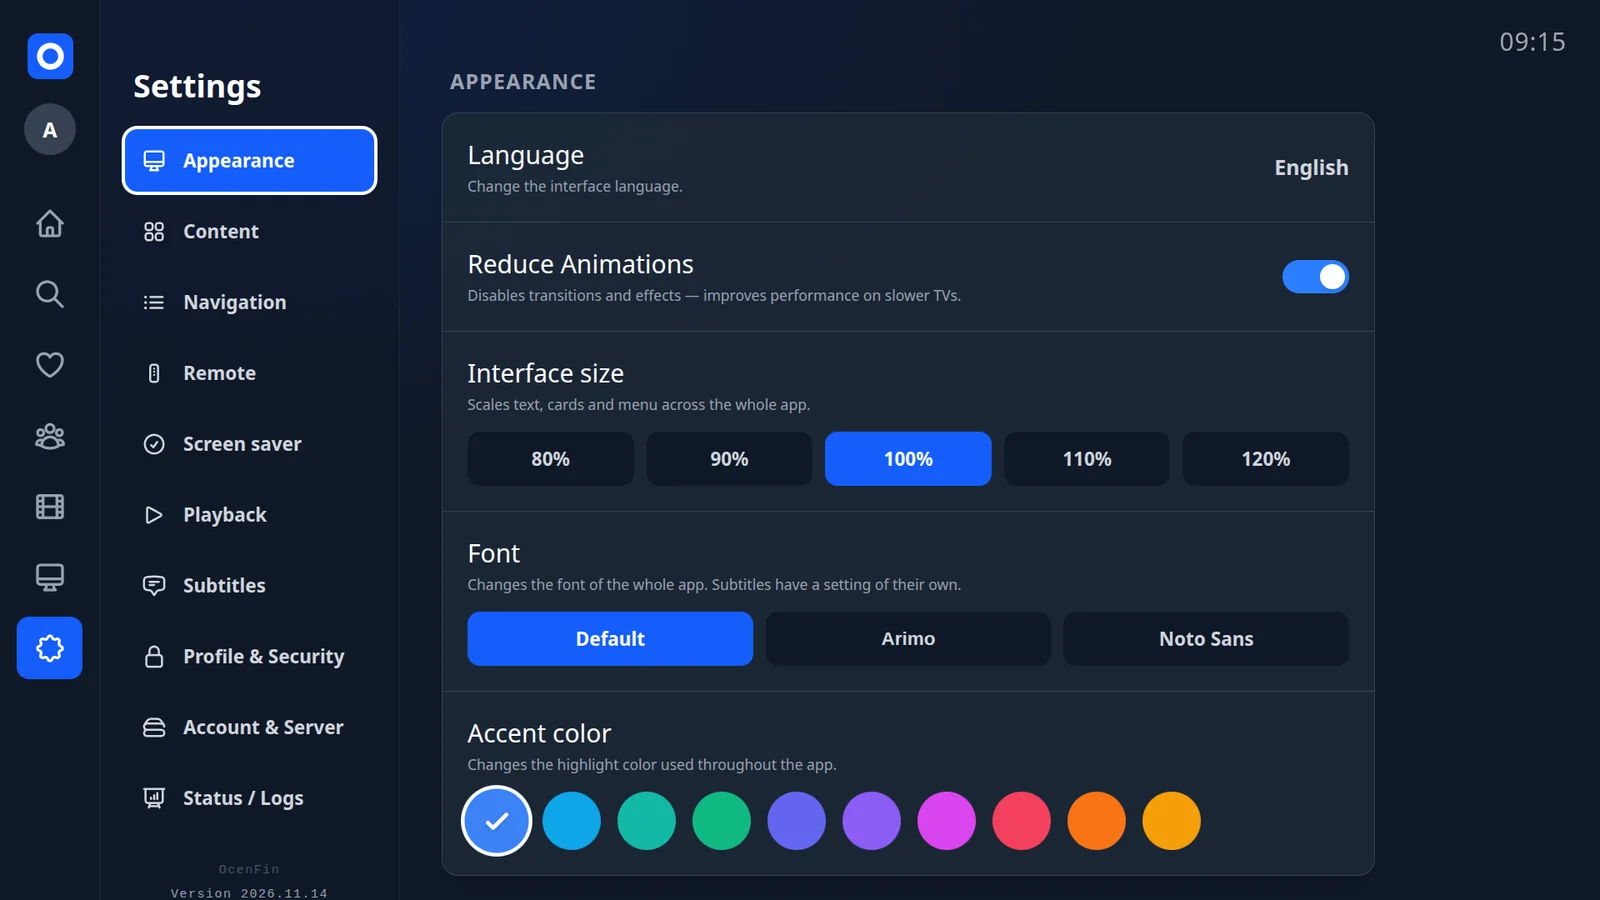 09:15
A
Settings
Appearance
Content
Navigation
Remote
Screen saver
Playback
Subtitles
Profile & Security
Account & Server
Status / Logs
OcenFin
Version 2026.11.14
APPEARANCE
Language
Change the interface language.
English
Reduce Animations
Disables transitions and effects — improves performance on slower TVs.
Interface size
Scales text, cards and menu across the whole app.
80% 90% 100% 110% 120%
Font
Changes the font of the whole app. Subtitles have a setting of their own.
Default Arimo Noto Sans
Accent color
Changes the highlight color used throughout the app.